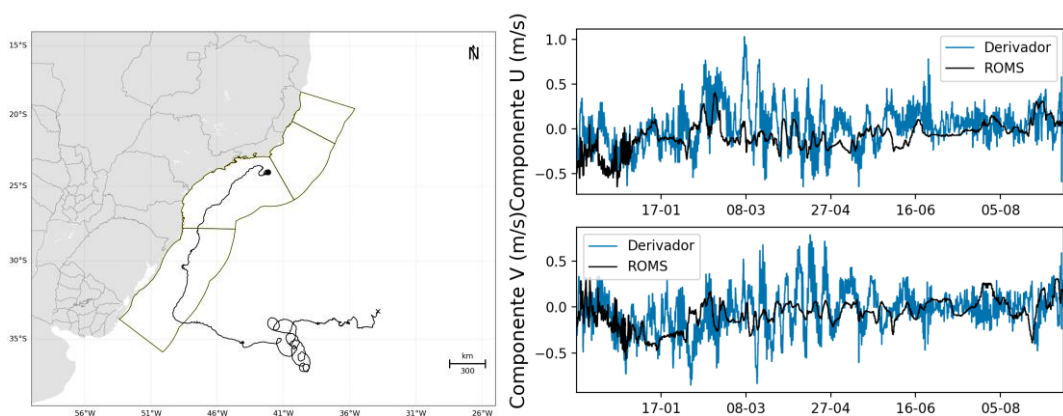 15°S
20°S
25°S
30°S
35°S
56°W 51°W 46°W 41°W 36°W 31°W 26°W
N
km
300
Componente U (m/s)
1.0
0.5
0.0
−0.5
Derivador
ROMS
17-01 08-03 27-04 16-06 05-08
Componente V (m/s)
0.5
0.0
−0.5
Derivador
ROMS
17-01 08-03 27-04 16-06 05-08